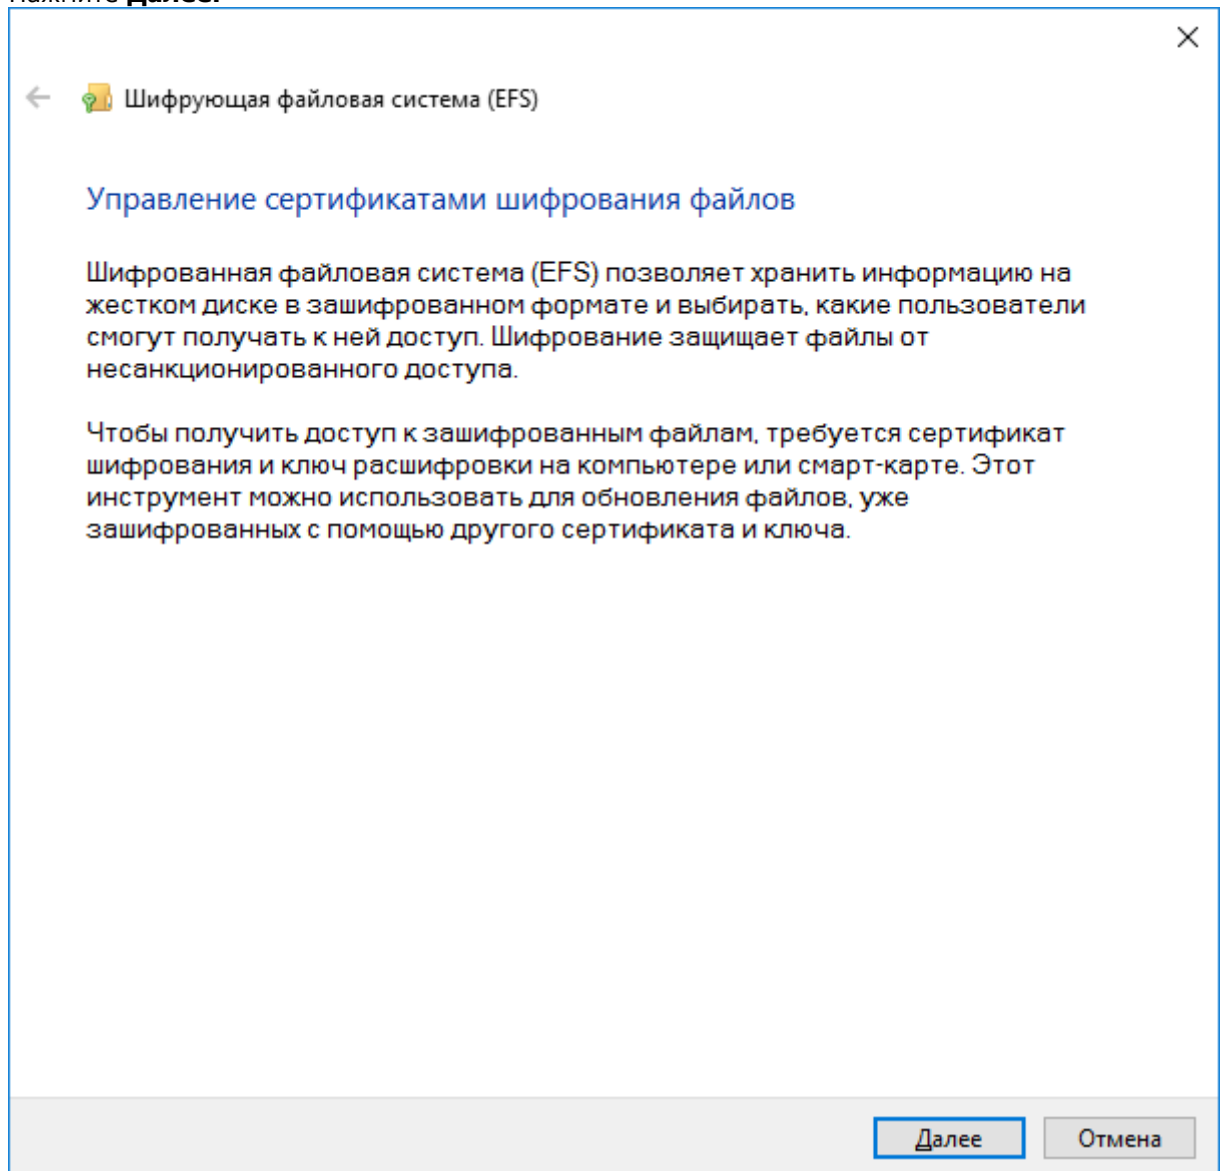 Нажмите Далее.
Шифрующая файловая система (EFS)
Управление сертификатами шифрования файлов
Шифрованная файловая система (EFS) позволяет хранить информацию на
жестком диске в зашифрованном формате и выбирать, какие пользователи
смогут получать к ней доступ. Шифрование защищает файлы от
несанкционированного доступа.
Чтобы получить доступ к зашифрованным файлам, требуется сертификат
шифрования и ключ расшифровки на компьютере или смарт-карте. Этот
инструмент можно использовать для обновления файлов, уже
зашифрованных с помощью другого сертификата и ключа.
Далее
Отмена